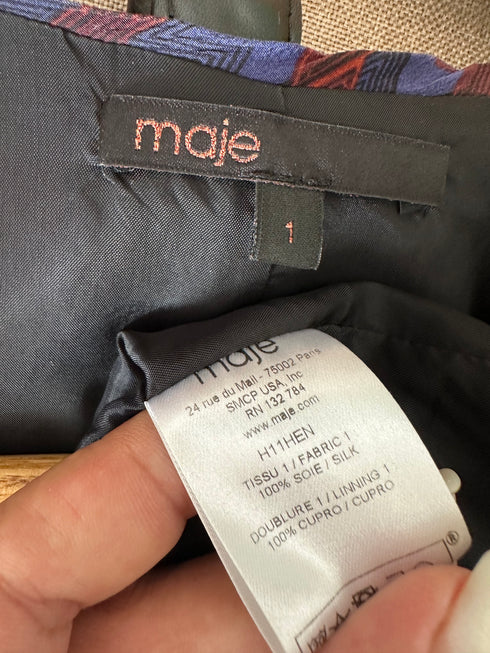 maje
1
maje
24 rue du Mail - 75002 Paris
SMCP USA, Inc
RN 132 784
www.maje.com
H11HEN
TISSU 1 / FABRIC 1
100% SOIE / SILK
DOUBLURE 1 / LINNING 1
100% CUPRO / CUPRO
®